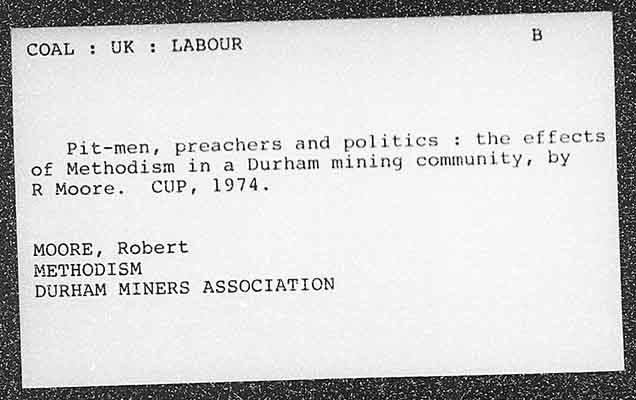 COAL : UK : LABOUR B
Pit-men, preachers and politics : the effects
of Methodism in a Durham mining community, by
R Moore. CUP, 1974.
MOORE, Robert
METHODISM
DURHAM MINERS ASSOCIATION